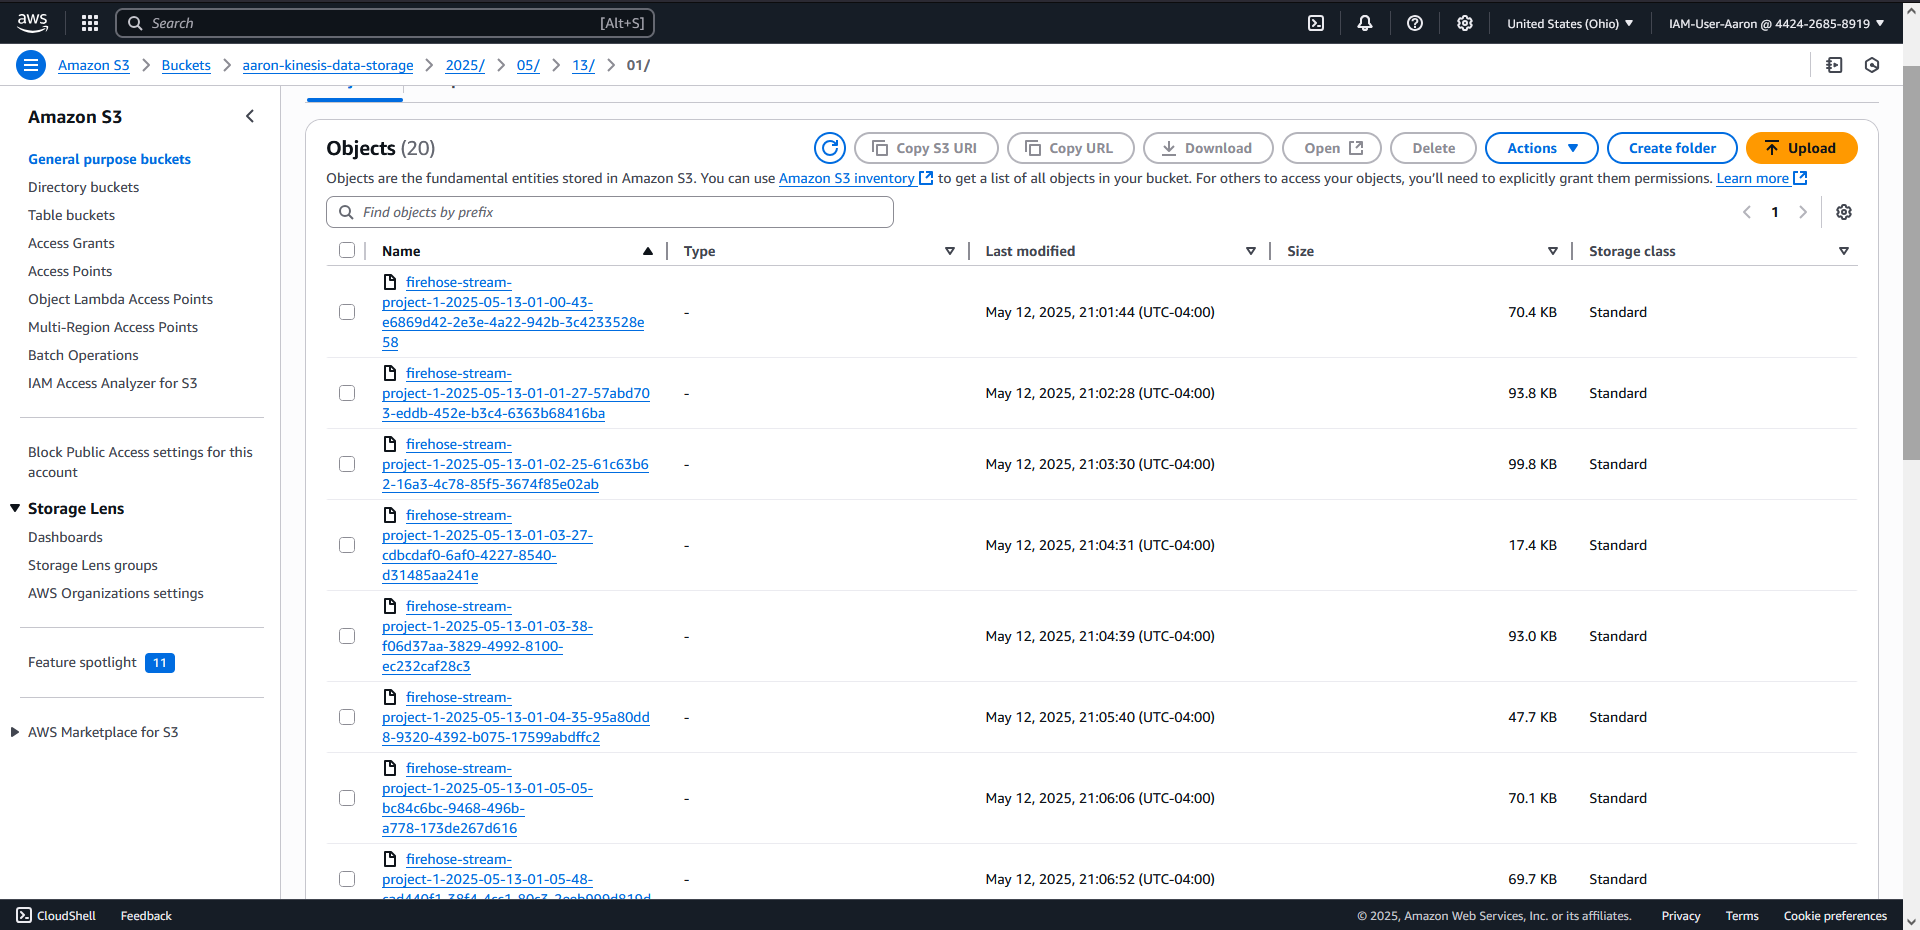 aws
Search [Alt+S]
United States (Ohio)
IAM-User-Aaron @ 4424-2685-8919
Amazon S3
Buckets
aaron-kinesis-data-storage
2025/
05/
13/
01/
Amazon S3
General purpose buckets
Directory buckets
Table buckets
Access Grants
Access Points
Object Lambda Access Points
Multi-Region Access Points
Batch Operations
IAM Access Analyzer for S3
Block Public Access settings for this
account
Storage Lens
Dashboards
Storage Lens groups
AWS Organizations settings
Feature spotlight 11
AWS Marketplace for S3
Objects (20)
Copy S3 URI
Copy URL
Download
Open
Delete
Actions
Create folder
Upload
Objects are the fundamental entities stored in Amazon S3. You can use Amazon S3 inventory to get a list of all objects in your bucket. For others to access your objects, you’ll need to explicitly grant them permissions. Learn more
Find objects by prefix
1
Name
Type
Last modified
Size
Storage class
firehose-stream-
project-1-2025-05-13-01-00-43-
e6869d42-2e3e-4a22-942b-3c4233528e
58
-
May 12, 2025, 21:01:44 (UTC-04:00)
70.4 KB
Standard
firehose-stream-
project-1-2025-05-13-01-01-27-57abd70
3-eddb-452e-b3c4-6363b68416ba
-
May 12, 2025, 21:02:28 (UTC-04:00)
93.8 KB
Standard
firehose-stream-
project-1-2025-05-13-01-02-25-61c63b6
2-16a3-4c78-85f5-3674f85e02ab
-
May 12, 2025, 21:03:30 (UTC-04:00)
99.8 KB
Standard
firehose-stream-
project-1-2025-05-13-01-03-27-
cdbcdaf0-6af0-4227-8540-
d31485aa241e
-
May 12, 2025, 21:04:31 (UTC-04:00)
17.4 KB
Standard
firehose-stream-
project-1-2025-05-13-01-03-38-
f06d37aa-3829-4992-8100-
ec232caf28c3
-
May 12, 2025, 21:04:39 (UTC-04:00)
93.0 KB
Standard
firehose-stream-
project-1-2025-05-13-01-04-35-95a80dd
8-9320-4392-b075-17599abdffc2
-
May 12, 2025, 21:05:40 (UTC-04:00)
47.7 KB
Standard
firehose-stream-
project-1-2025-05-13-01-05-05-
bc84c6bc-9468-496b-
a778-173de267d616
-
May 12, 2025, 21:06:06 (UTC-04:00)
70.1 KB
Standard
firehose-stream-
project-1-2025-05-13-01-05-48-
-
May 12, 2025, 21:06:52 (UTC-04:00)
69.7 KB
Standard
CloudShell
Feedback
© 2025, Amazon Web Services, Inc. or its affiliates.
Privacy
Terms
Cookie preferences